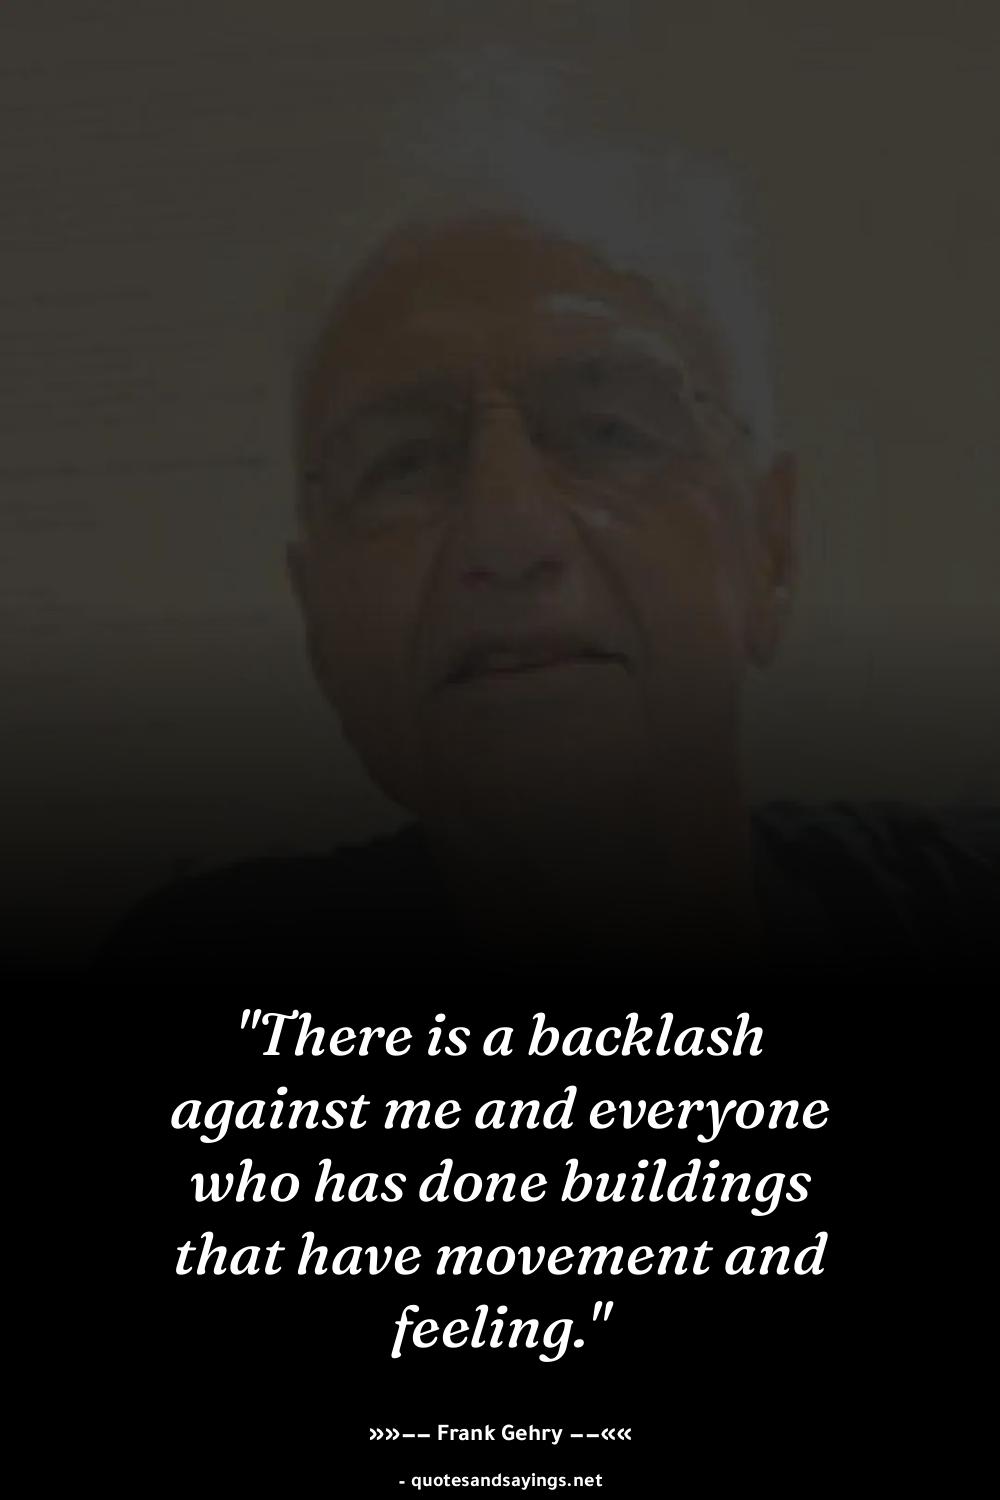 "There is a backlash
against me and everyone
who has done buildings
that have movement and
feeling."
»»−− Frank Gehry −−««
- quotesandsayings.net